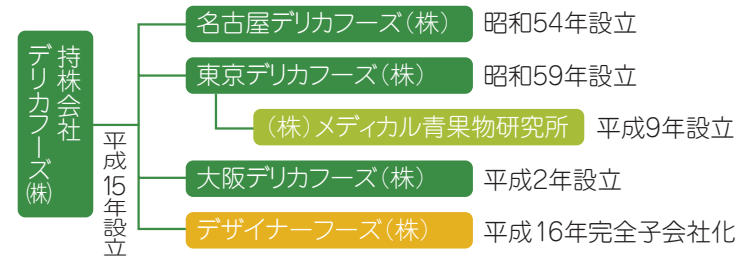 持株会社
デリカフーズ(株)
平成15年設立
名古屋デリカフーズ(株) 昭和54年設立
東京デリカフーズ(株) 昭和59年設立
(株)メディカル青果物研究所 平成9年設立
大阪デリカフーズ(株) 平成2年設立
デザイナーフーズ(株) 平成16年完全子会社化